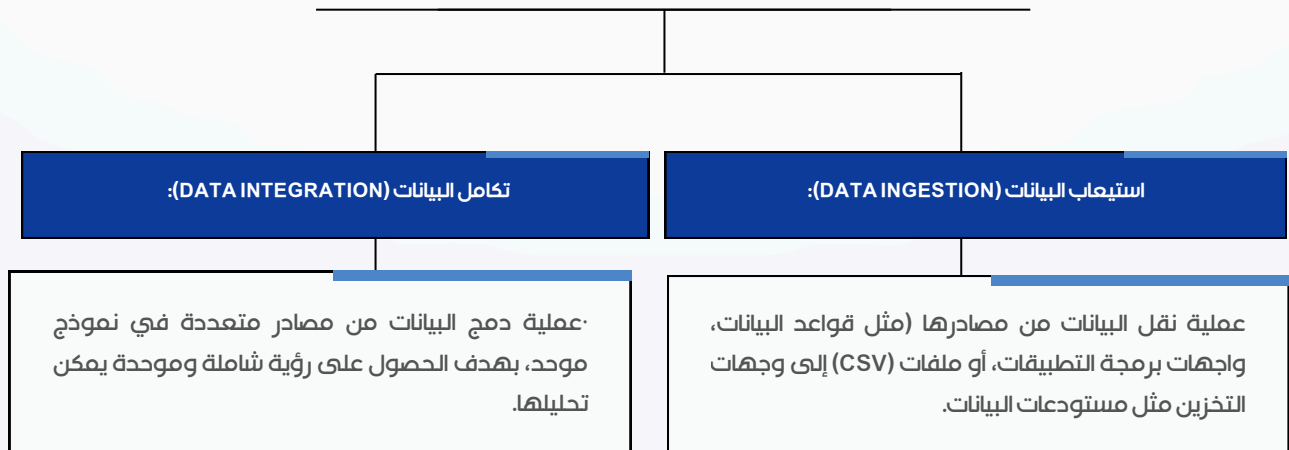 استيعاب البيانات (DATA INGESTION):
عملية نقل البيانات من مصادرها (مثل قواعد البيانات،
واجهات برمجة التطبيقات، أو ملفات CSV) إلى وجهات
التخزين مثل مستودعات البيانات.
تكامل البيانات (DATA INTEGRATION):
·عملية دمج البيانات من مصادر متعددة في نموذج
موحد، بهدف الحصول على رؤية شاملة وموحدة يمكن
تحليلها.